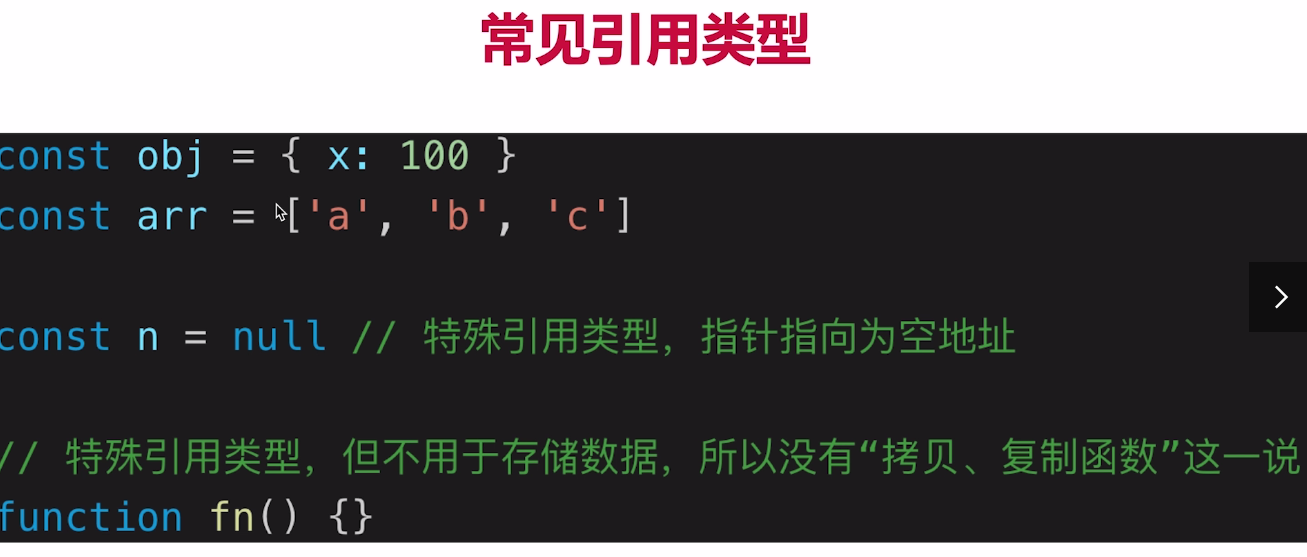 常见引用类型
const obj = { x: 100 }
const arr = ['a', 'b', 'c']
const n = null // 特殊引用类型，指针指向为空地址
// 特殊引用类型，但不用于存储数据，所以没有“拷贝、复制函数”这一说
function fn() {}